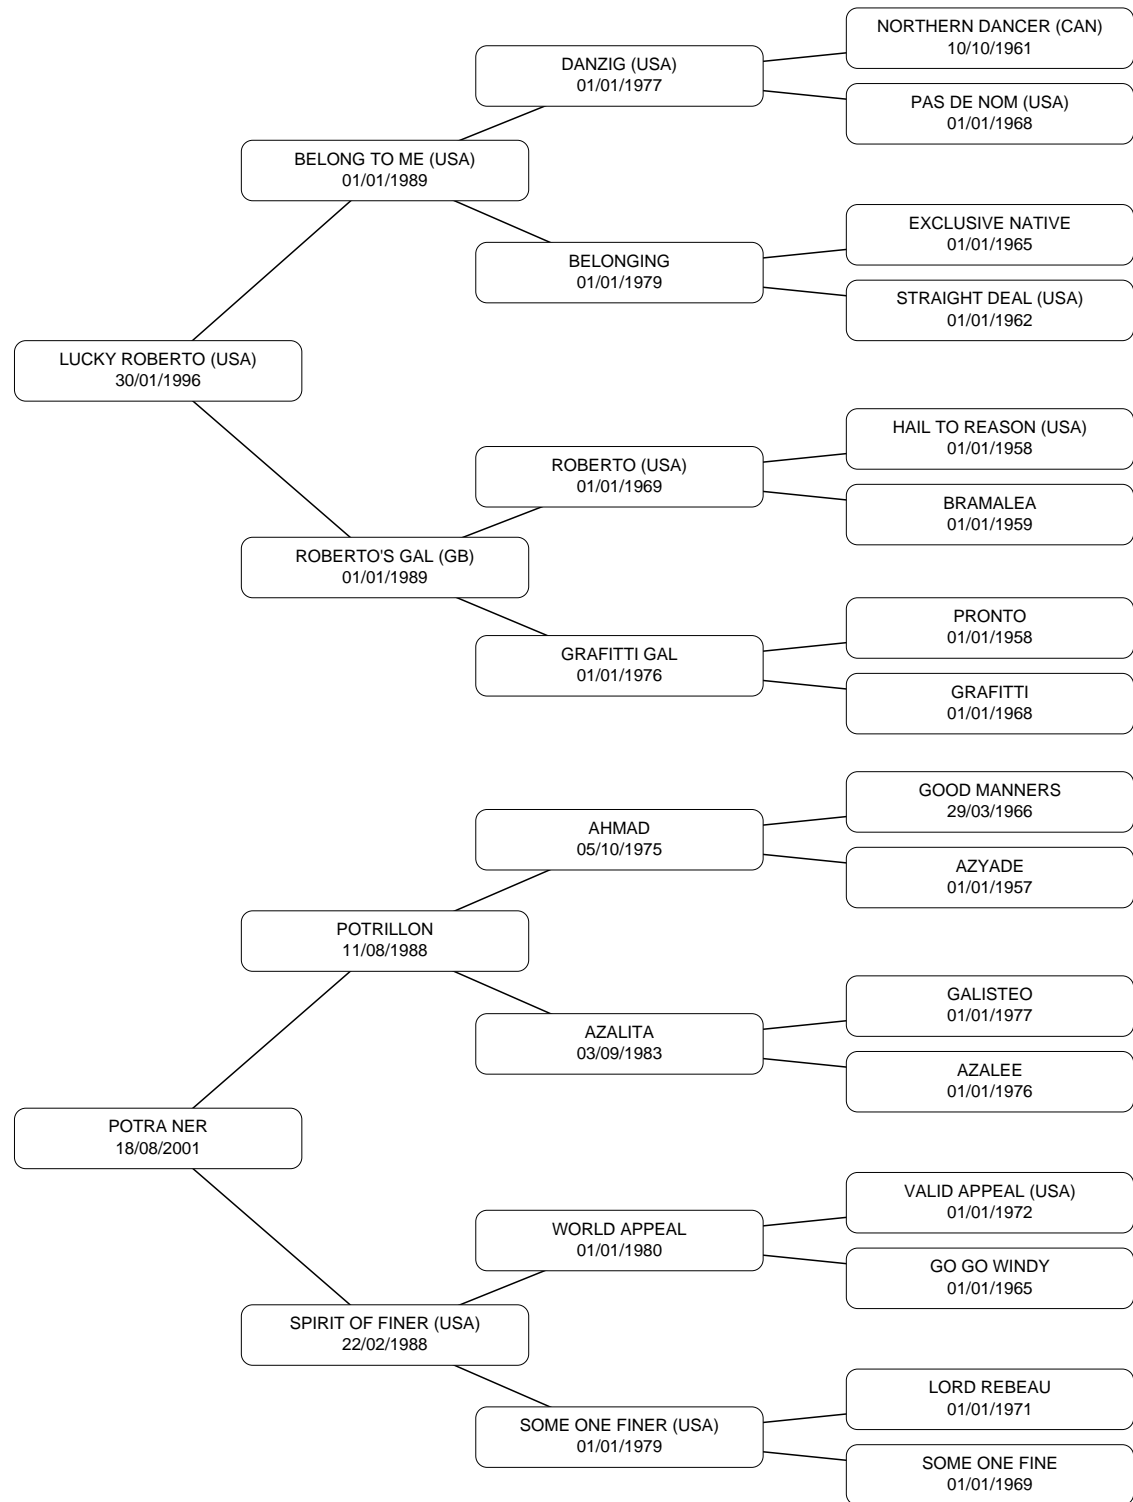 NORTHERN DANCER (CAN)
10/10/1961
DANZIG (USA)
01/01/1977
PAS DE NOM (USA)
01/01/1968
BELONG TO ME (USA)
01/01/1989
EXCLUSIVE NATIVE
01/01/1965
BELONGING
01/01/1979
STRAIGHT DEAL (USA)
01/01/1962
LUCKY ROBERTO (USA)
30/01/1996
HAIL TO REASON (USA)
01/01/1958
ROBERTO (USA)
01/01/1969
BRAMALEA
01/01/1959
ROBERTO'S GAL (GB)
01/01/1989
PRONTO
01/01/1958
GRAFITTI GAL
01/01/1976
GRAFITTI
01/01/1968
GOOD MANNERS
29/03/1966
AHMAD
05/10/1975
AZYADE
01/01/1957
POTRILLON
11/08/1988
GALISTEO
01/01/1977
AZALITA
03/09/1983
AZALEE
01/01/1976
POTRA NER
18/08/2001
VALID APPEAL (USA)
01/01/1972
WORLD APPEAL
01/01/1980
GO GO WINDY
01/01/1965
SPIRIT OF FINER (USA)
22/02/1988
LORD REBEAU
01/01/1971
SOME ONE FINER (USA)
01/01/1979
SOME ONE FINE
01/01/1969